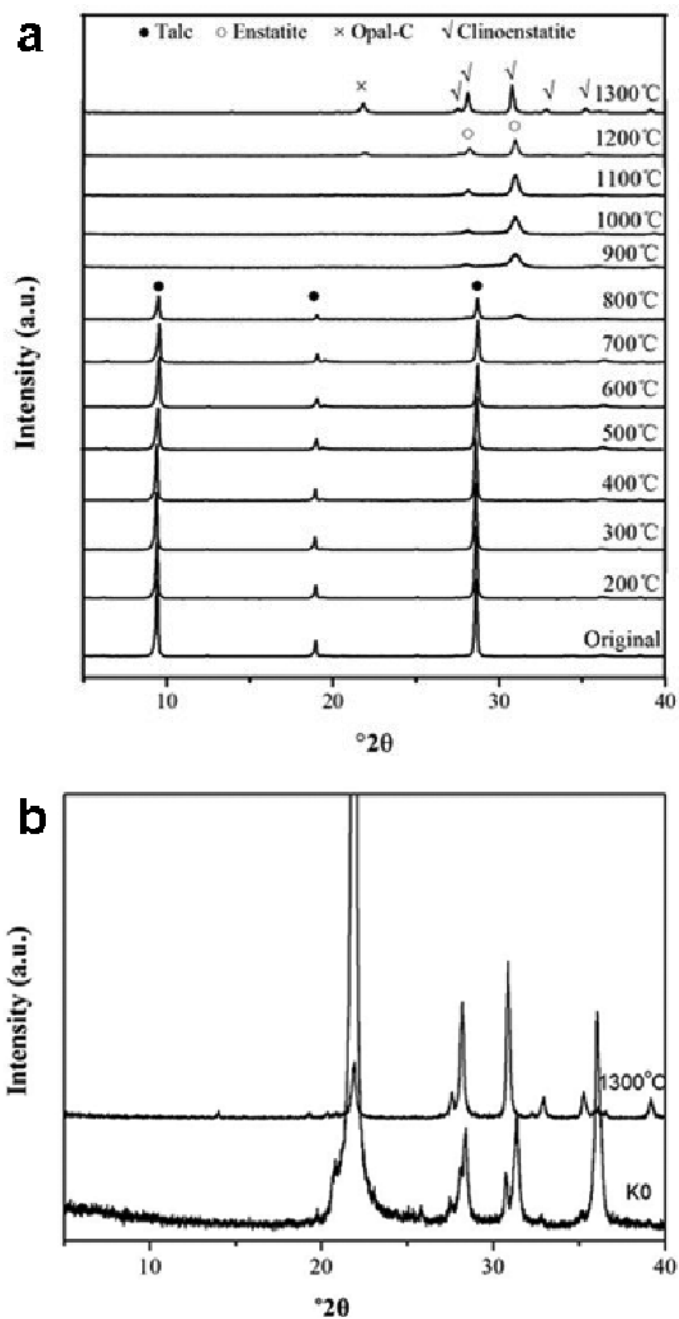 a
● Talc ○ Enstatite × Opal-C √ Clinoenstatite
× √ √ √ √ √
1300℃
○ ○
1200℃
1100℃
1000℃
900℃
● ● ●
800℃
700℃
600℃
500℃
400℃
300℃
200℃
Original
Intensity (a.u.)
10 20 30 40
°2θ
b
Intensity (a.u.)
1300°C
K0
10 20 30 40
°2θ